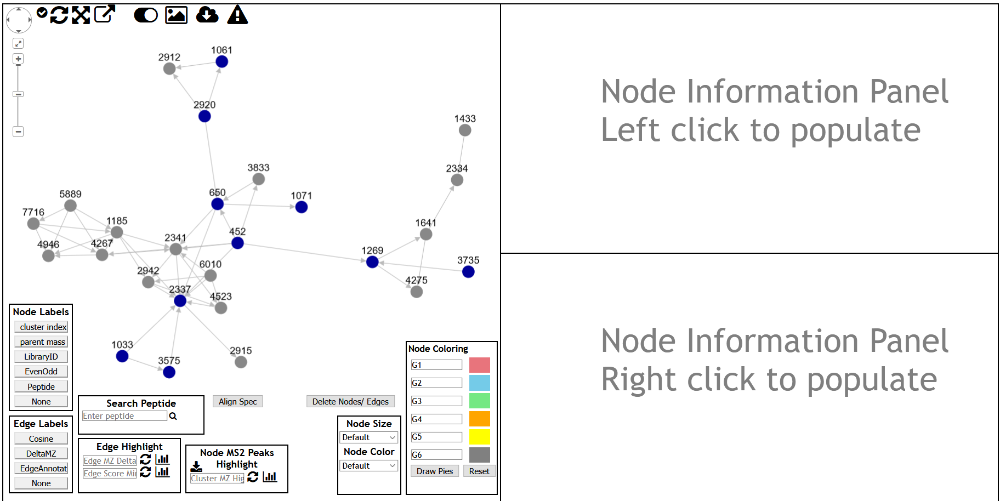 1061
2912
2920
1433
3833
2334
650
1071
5889
7716
1185
1641
452
2341
4946
4267
1269
3735
6010
2942
4275
2337
4523
1033
2915
3575
Node Labels
cluster index
parent mass
LibraryID
EvenOdd
Peptide
None
Edge Labels
Cosine
DeltaMZ
EdgeAnnotat
None
Search Peptide
Enter peptide
Edge Highlight
Edge MZ Delta
Edge Score Mi
Align Spec
Node MS2 Peaks
Highlight
Cluster MZ Hig
Delete Nodes/ Edges
Node Size
Default
Node Color
Default
Node Coloring
G1
G2
G3
G4
G5
G6
Draw Pies Reset
Node Information Panel
Left click to populate
Node Information Panel
Right click to populate